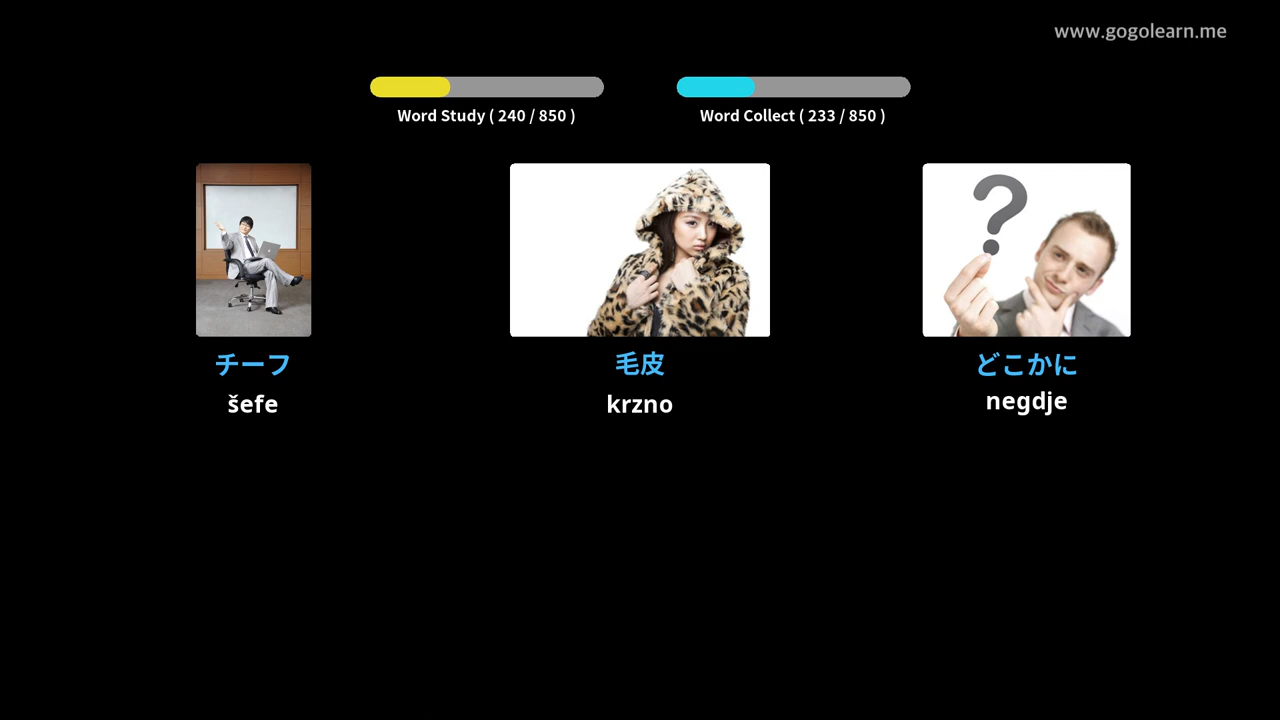 www.gogolearn.me
Word Study ( 240 / 850 )
Word Collect ( 233 / 850 )
チーフ
毛皮
どこかに
šefe
krzno
negdje